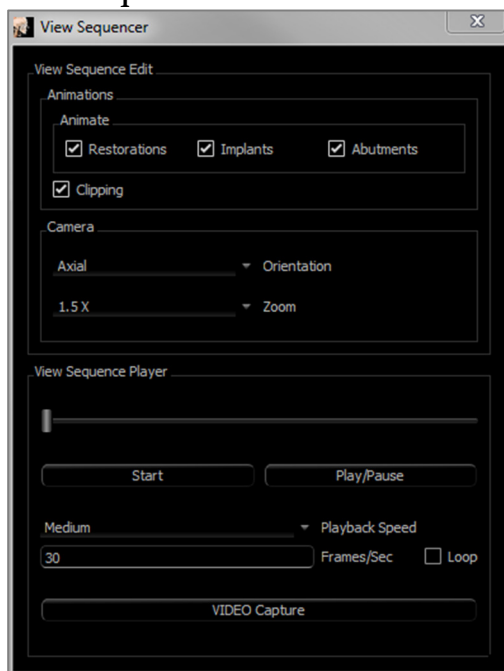 View Sequencer
View Sequence Edit
Animations
Animate
Restorations Implants Abutments
Clipping
Camera
Axial Orientation
1.5 X Zoom
View Sequence Player
Start Play/Pause
Medium Playback Speed
30 Frames/Sec Loop
VIDEO Capture